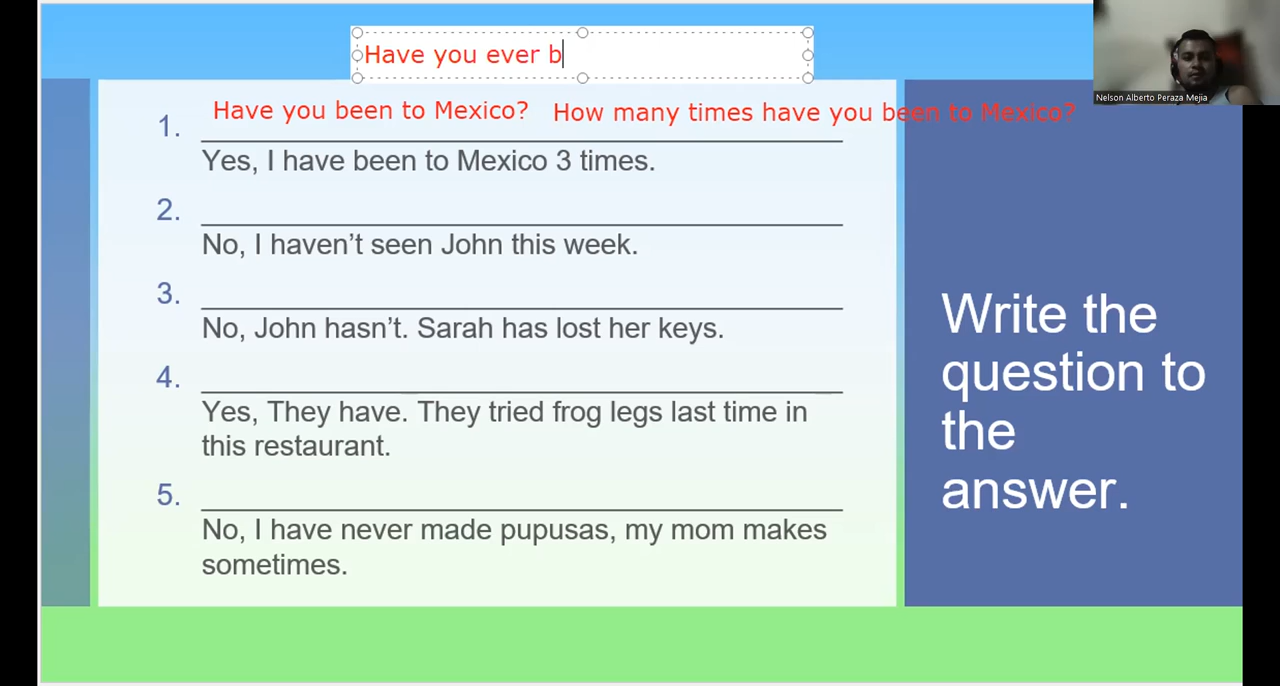 Have you ever b
Nelson Alberto Peraza Mejia
Have you been to Mexico? How many times have you been to Mexico?
1.
Yes, I have been to Mexico 3 times.
2.
No, I haven’t seen John this week.
3.
No, John hasn’t. Sarah has lost her keys.
4.
Yes, They have. They tried frog legs last time in
this restaurant.
5.
No, I have never made pupusas, my mom makes
sometimes.
Write the
question to
the
answer.